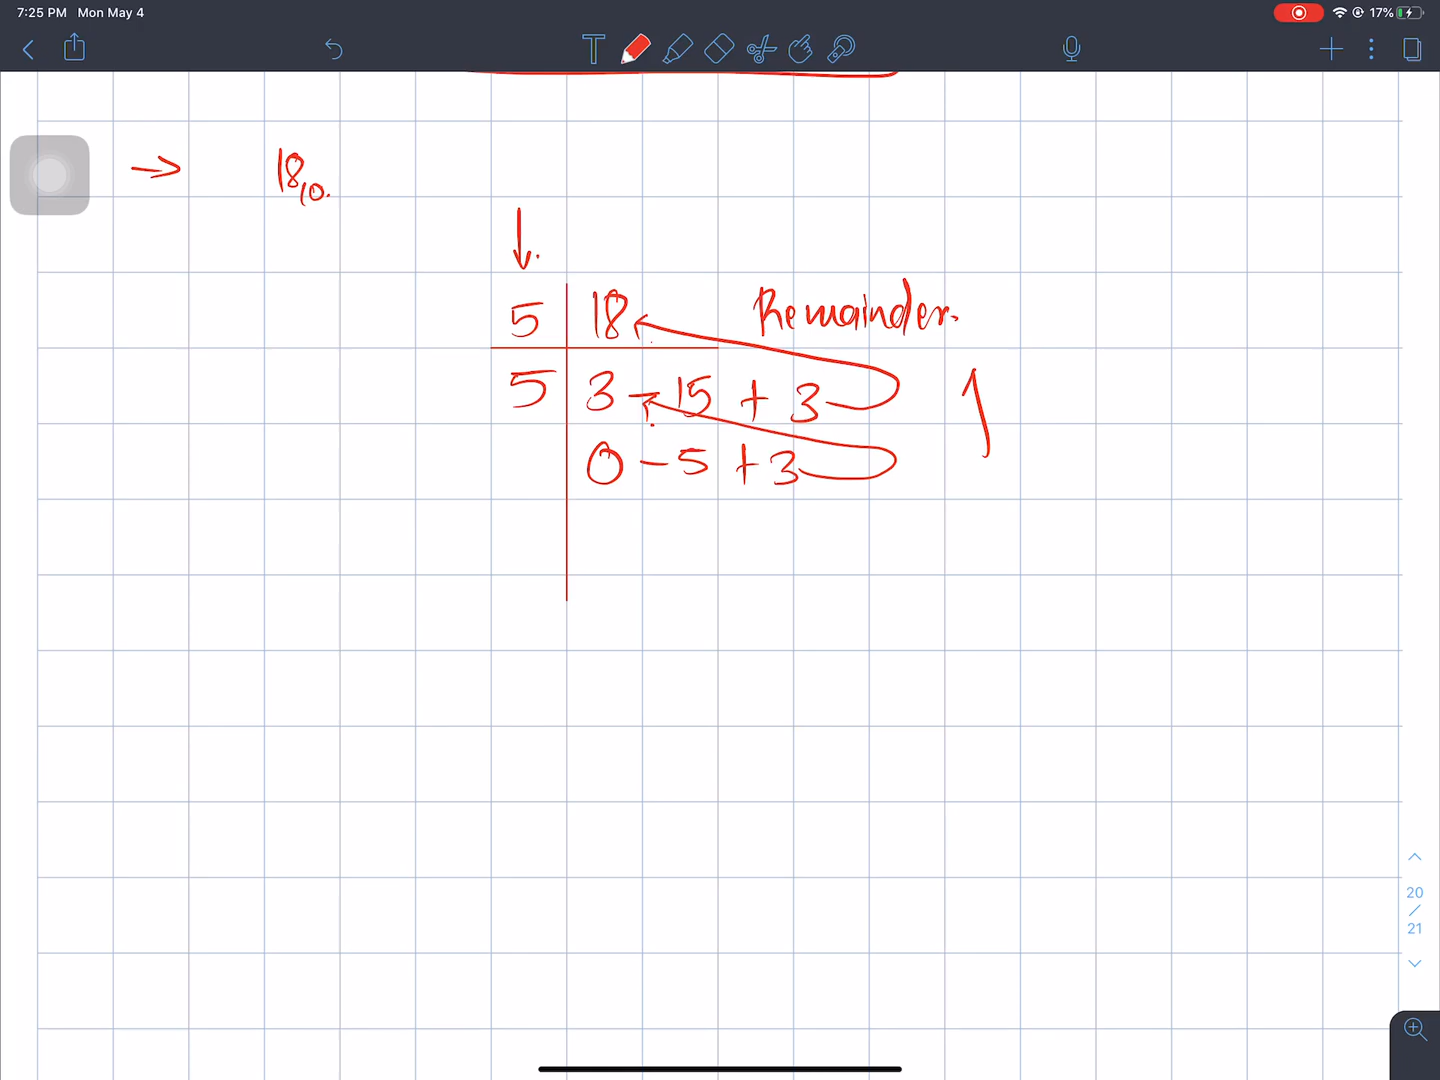 7:25 PM Mon May 4
17%
T
→ 18₁₀.
↓.
5 | 18 Remainder.
5 | 3 - 15 + 3
0 - 5 + 3
20
/
21